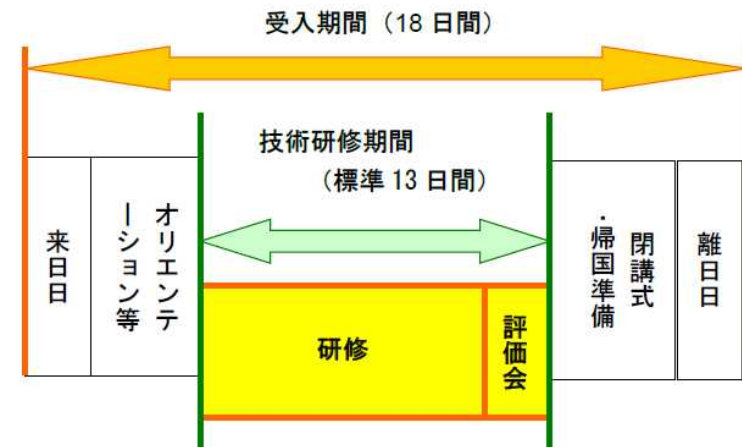 受入期間（18 日間）
技術研修期間
（標準 13 日間）
来日日
オリエンテ
ーション等
研修
評価会
閉講式
・帰国準備
離日日